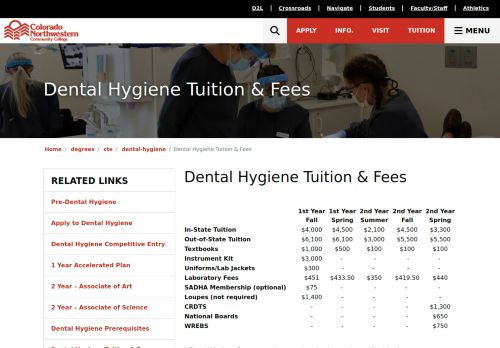 D2L | Crossroads | Navigate | Students | Faculty/Staff | Athletics
Colorado
Northwestern
Community College
APPLY INFO. VISIT TUITION MENU
Dental Hygiene Tuition & Fees
Home / degrees / cte / dental-hygiene / Dental Hygiene Tuition & Fees
RELATED LINKS
Pre-Dental Hygiene
Apply to Dental Hygiene
Dental Hygiene Competitive Entry
1 Year Accelerated Plan
2 Year – Associate of Art
2 Year – Associate of Science
Dental Hygiene Prerequisites
Dental Hygiene Tuition & Fees
1st Year Fall 1st Year Spring 2nd Year Summer 2nd Year Fall 2nd Year Spring
In-State Tuition $4,000 $4,500 $2,100 $4,500 $3,300
Out-of-State Tuition $6,100 $6,100 $3,000 $5,500 $5,500
Textbooks $1,000 $500 $100 $100 $100
Instrument Kit $3,000 - - - -
Uniforms/Lab Jackets $300 - - - -
Laboratory Fees $451 $433.50 $350 $419.50 $440
SADHA Membership (optional) $75 - - - -
Loupes (not required) $1,400 - - - -
CRDTS - - - - $1,300
National Boards - - - - $650
WREBS - - - - $750